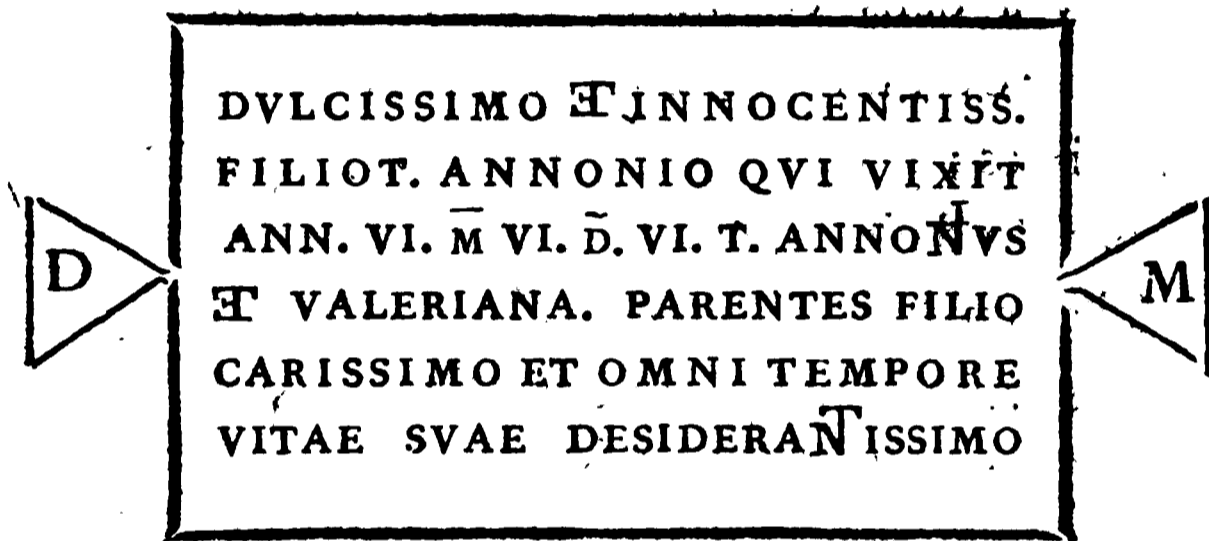 D M
DVLCISSIMO ET INNOCENTISS.
FILIO T. ANNONIO QVI VIXIT
ANN. VI. M̅ VI. D̃. VI. T. ANNONIVS
ET VALERIANA. PARENTES FILIO
CARISSIMO ET OMNI TEMPORE
VITAE SVAE DESIDERANTISSIMO